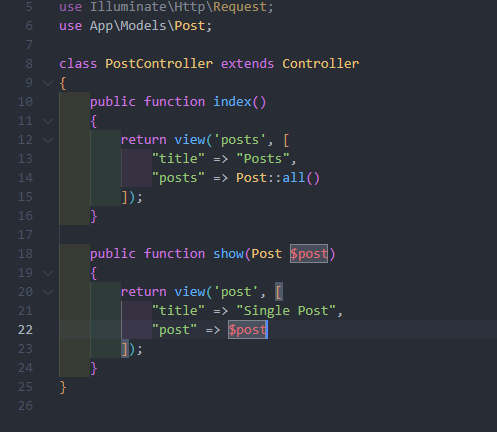 5 use Illuminate\Http\Request;
6 use App\Models\Post;
7
8 class PostController extends Controller
9 {
10 public function index()
11 {
12 return view('posts', [
13 "title" => "Posts",
14 "posts" => Post::all()
15 ]);
16 }
17
18 public function show(Post $post)
19 {
20 return view('post', [
21 "title" => "Single Post",
22 "post" => $post
23 ]);
24 }
25 }
26